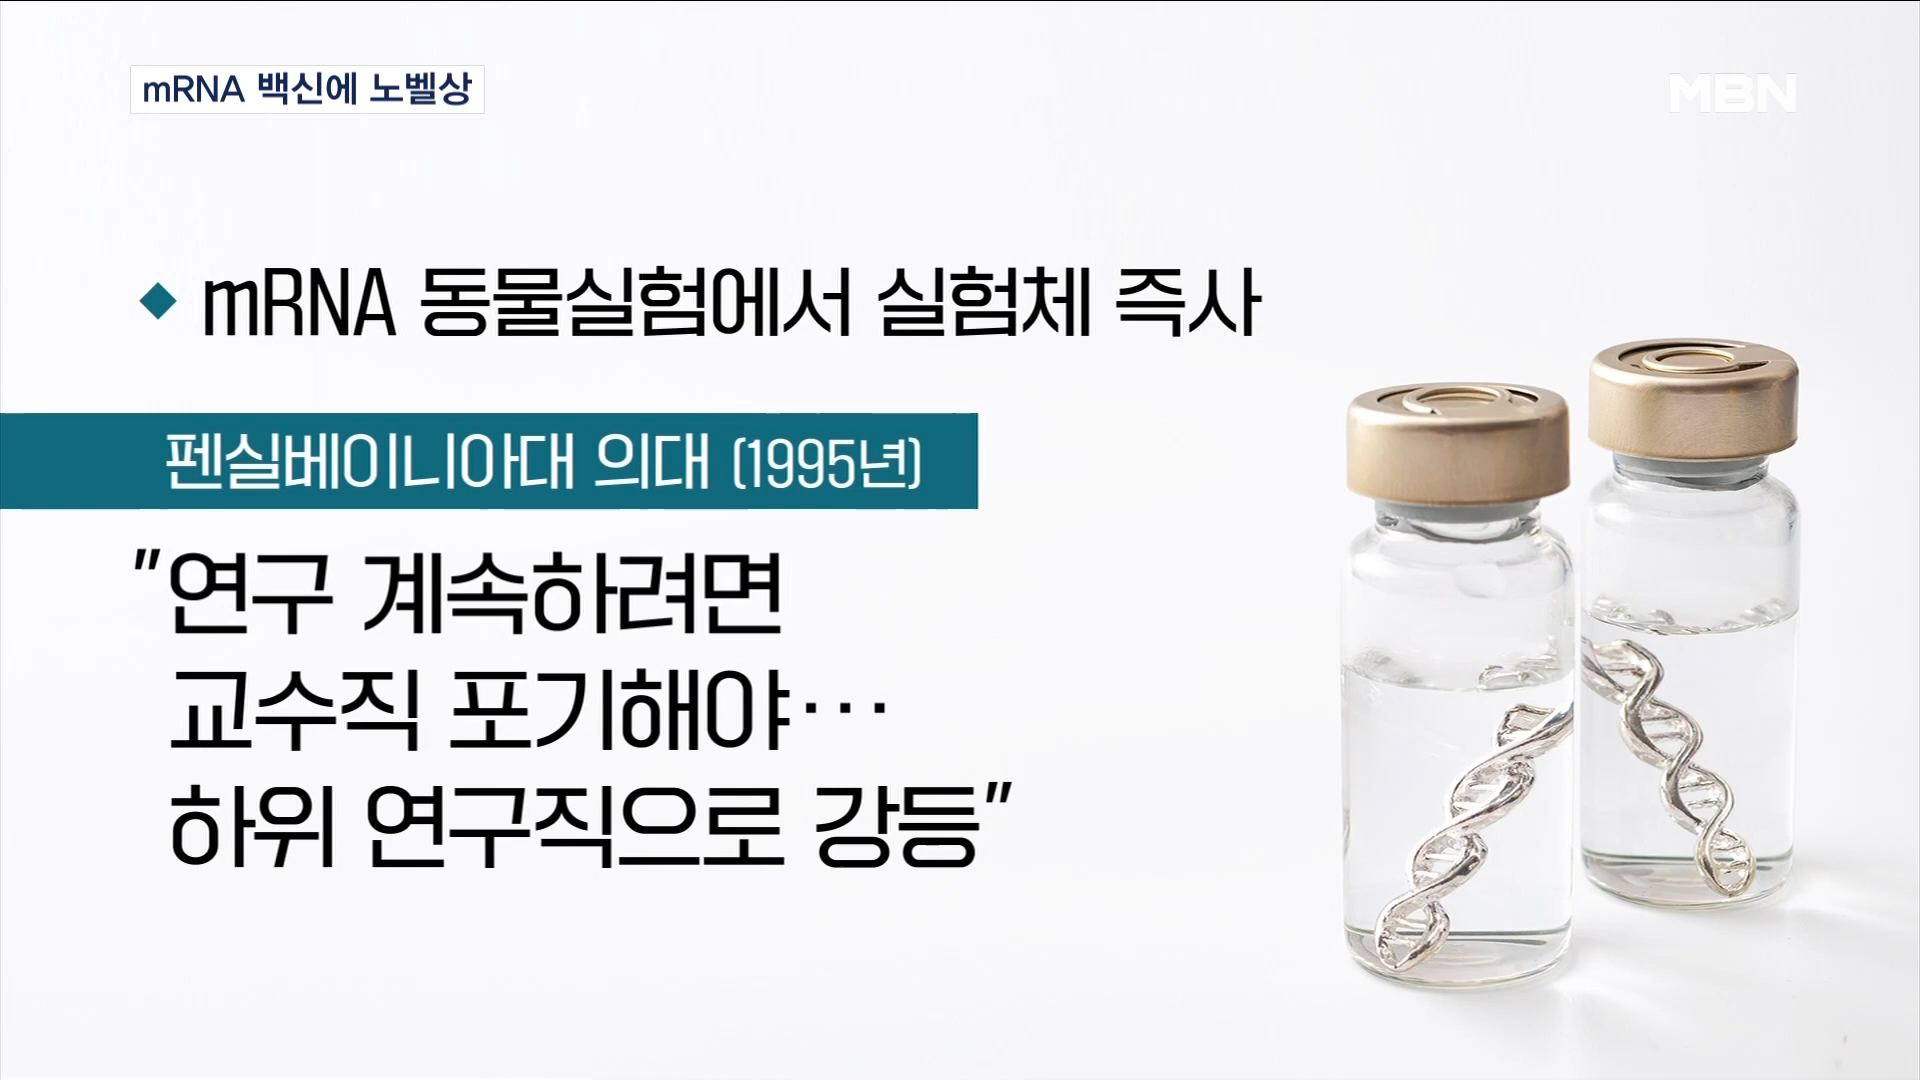 mRNA 백신에 노벨상
MBN
◆ mRNA 동물실험에서 실험체 즉사
펜실베이니아대 의대 (1995년)
"연구 계속하려면
교수직 포기해야…
하위 연구직으로 강등"